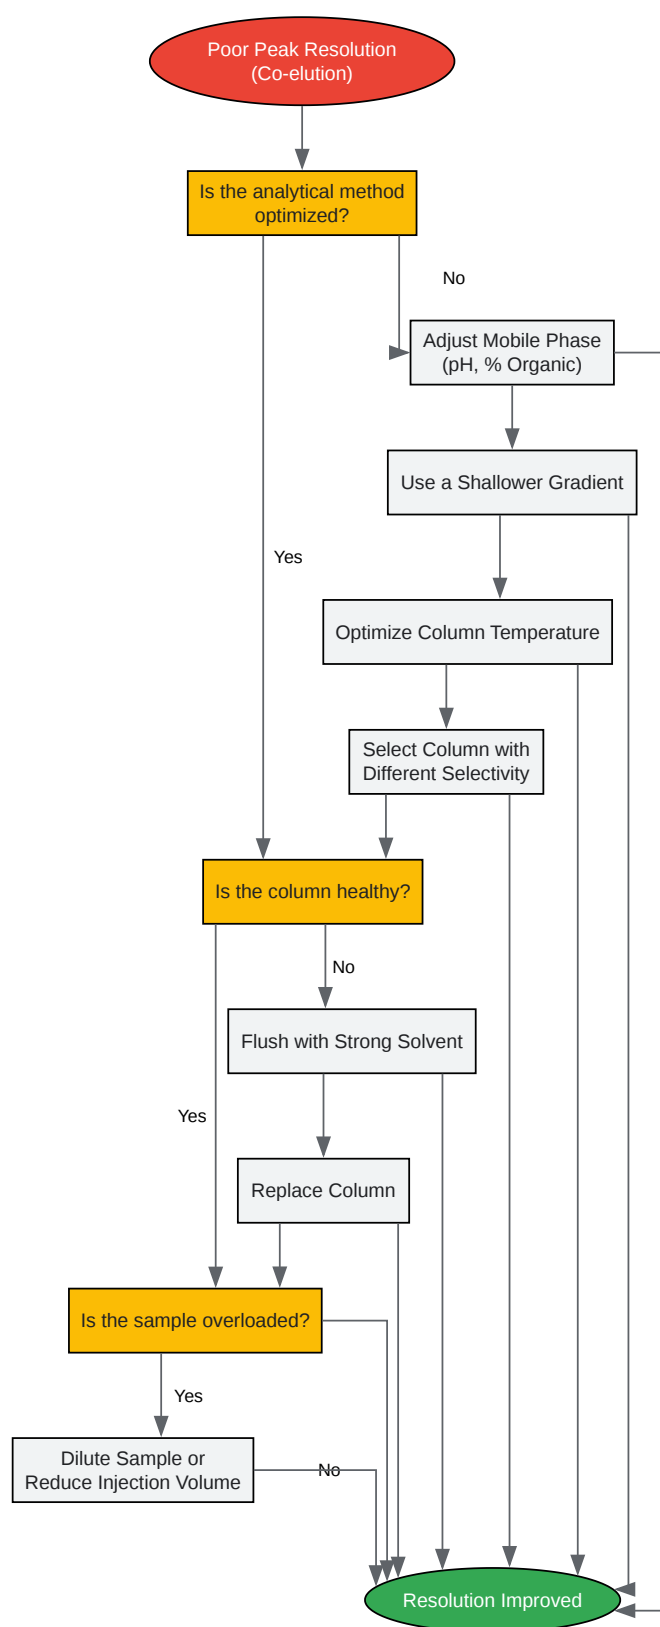 Poor Peak Resolution
(Co-elution)
Is the analytical method
optimized?
No
Adjust Mobile Phase
(pH, % Organic)
Use a Shallower Gradient
Yes
Optimize Column Temperature
Select Column with
Different Selectivity
Is the column healthy?
No
Flush with Strong Solvent
Yes
Replace Column
Is the sample overloaded?
Yes
Dilute Sample or
Reduce Injection Volume
No
Resolution Improved